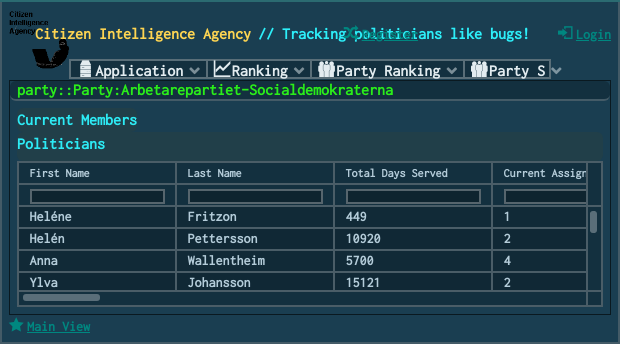 Citizen
Intelligence
Agency
Citizen Intelligence Agency // Tracking politicians like bugs!
Register
Login
Application
Ranking
Party Ranking
Party S
party::Party:Arbetarepartiet-Socialdemokraterna
Current Members
Politicians
First Name Last Name Total Days Served Current Assign
Heléne Fritzon 449 1
Helén Pettersson 10920 2
Anna Wallentheim 5700 4
Ylva Johansson 15121 2
Main View